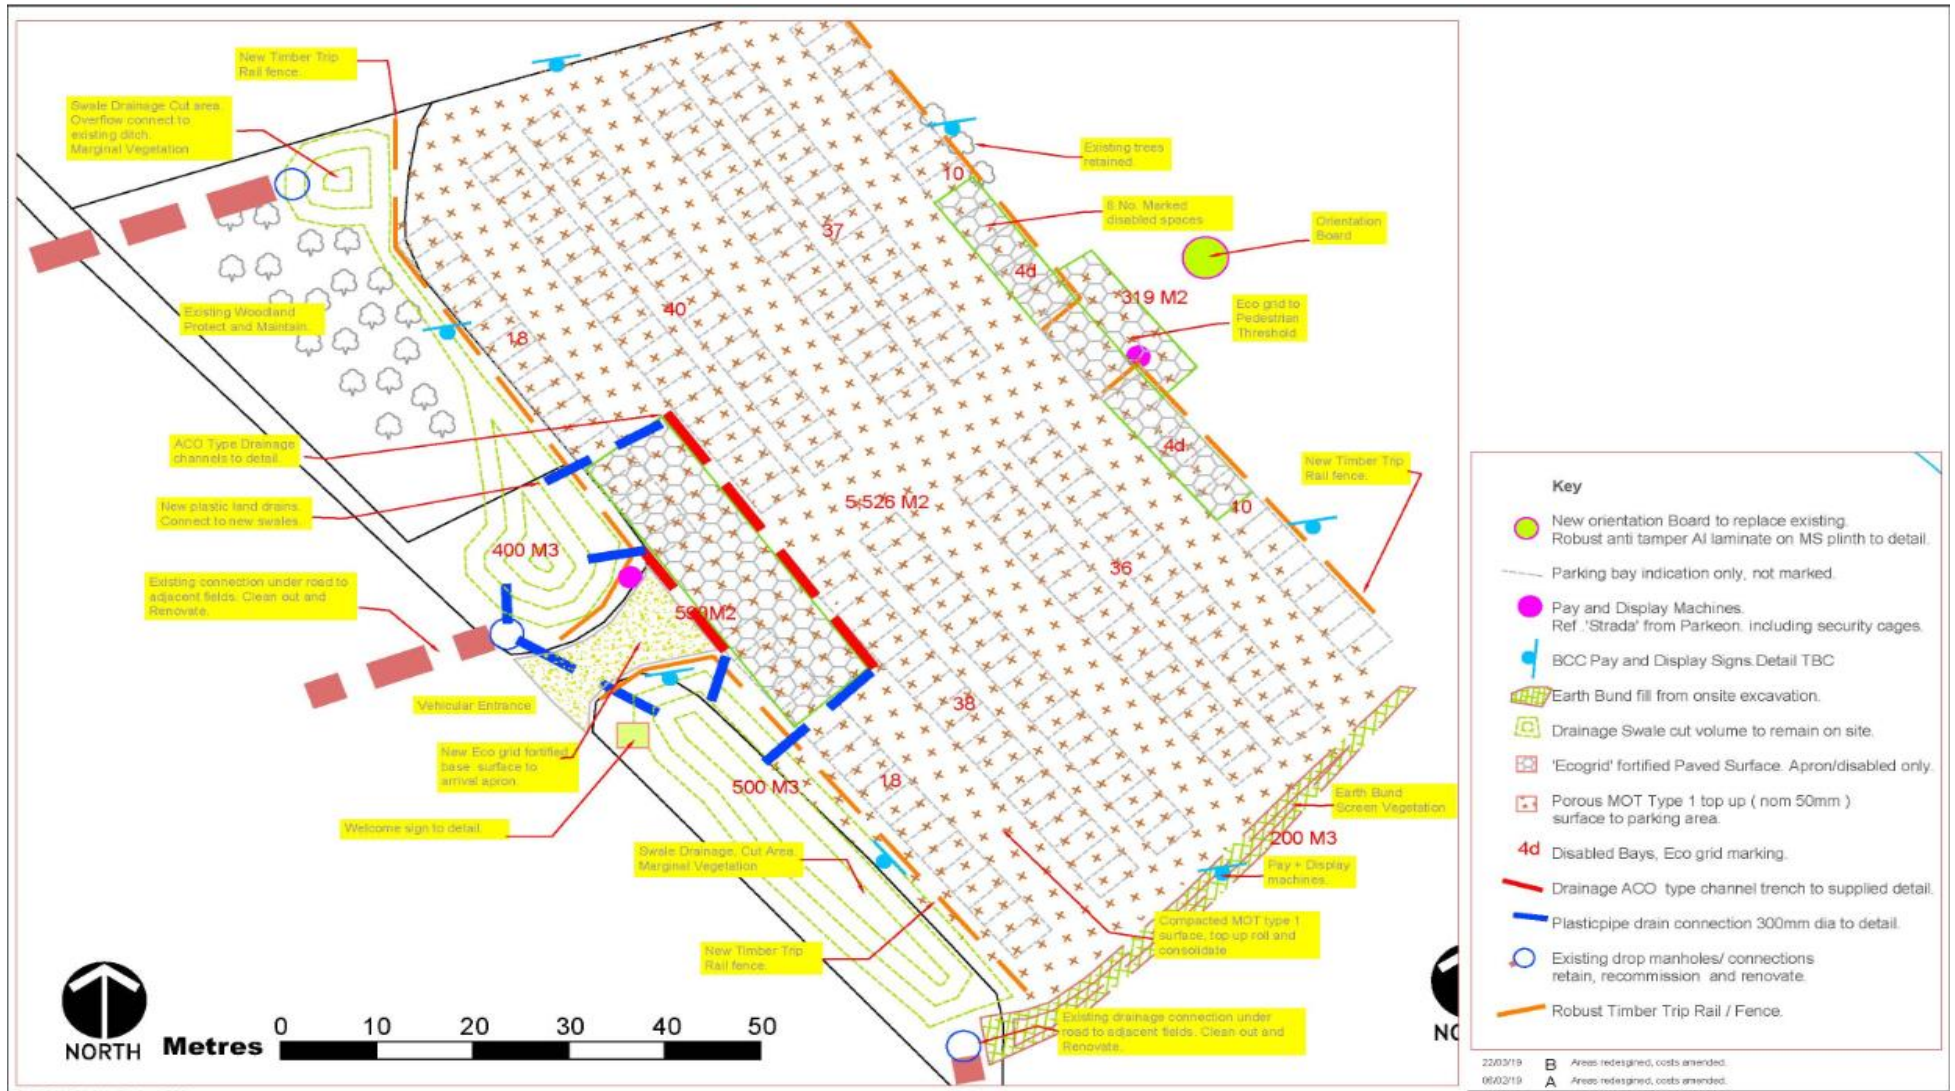 New Timber Trip
Rail fence.
Swale Drainage Cut area
Overflow connect to
existing ditch.
Marginal Vegetation
Existing trees
retained.
10
8 No. Marked
disabled spaces
Orientation
Board
37
4d
319 M2
Eco grid to
Pedestrian
Threshold
Existing Woodland
Protect and Maintain.
40
18
ACO Type Drainage
channels to detail.
4d
New Timber Trip
Rail fence.
New plastic land drains.
Connect to new swales.
5,526 M2
10
400 M3
36
Existing connection under road to
adjacent fields. Clean out and
Renovate.
M2
Vehicular Entrance
38
New Eco grid fortified
base surface to
arrival apron.
500 M3
18
Earth Bund
Screen Vegetation
Welcome sign to detail
200 M3
Swale Drainage, Cut Area,
Marginal Vegetation
Pay + Display
machines.
Compacted MOT type 1
surface, top up roll and
consolidate
New Timber Trip
Rail fence.
Existing drainage connection under
road to adjacent fields. Clean out and
Renovate.
NORTH
Metres
0 10 20 30 40 50
NO
Key
New orientation Board to replace existing.
Robust anti tamper Al laminate on MS plinth to detail.
Parking bay indication only, not marked.
Pay and Display Machines.
Ref .'Strada' from Parkeon. including security cages.
BCC Pay and Display Signs.Detail TBC
Earth Bund fill from onsite excavation.
Drainage Swale cut volume to remain on site.
'Ecogrid' fortified Paved Surface. Apron/disabled only.
Porous MOT Type 1 top up ( nom 50mm )
surface to parking area.
4d Disabled Bays, Eco grid marking.
Drainage ACO type channel trench to supplied detail.
Plasticpipe drain connection 300mm dia to detail.
Existing drop manholes/ connections
retain, recommission and renovate.
Robust Timber Trip Rail / Fence.
22/03/19 B Areas redesgined, costs amended.
06/02/19 A Areas redesgined, costs amended.